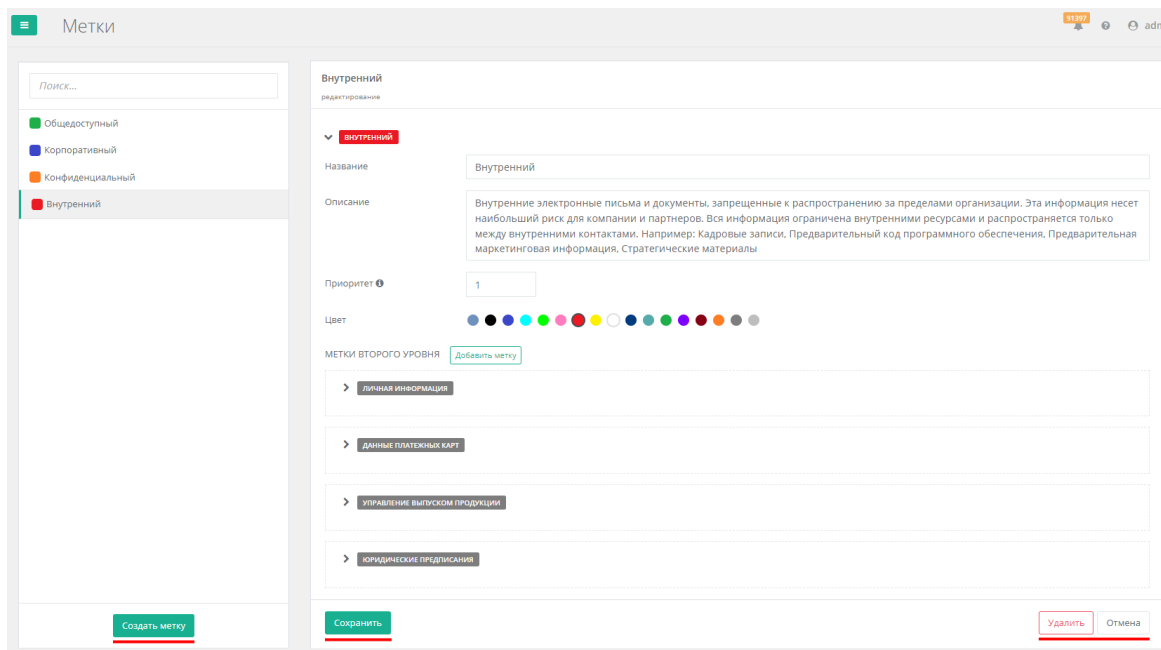 Метки
91397
adm
Поиск...
Общедоступный
Корпоративный
Конфиденциальный
Внутренний
Создать метку
Внутренний
редактирование
ВНУТРЕННИЙ
Название
Внутренний
Описание
Внутренние электронные письма и документы, запрещенные к распространению за пределами организации. Эта информация несет
наибольший риск для компании и партнеров. Вся информация ограничена внутренними ресурсами и распространяется только
между внутренними контактами. Например: Кадровые записи, Предварительный код программного обеспечения, Предварительная
маркетинговая информация, Стратегические материалы
Приоритет
1
Цвет
МЕТКИ ВТОРОГО УРОВНЯ Добавить метку
ЛИЧНАЯ ИНФОРМАЦИЯ
ДАННЫЕ ПЛАТЕЖНЫХ КАРТ
УПРАВЛЕНИЕ ВЫПУСКОМ ПРОДУКЦИИ
ЮРИДИЧЕСКИЕ ПРЕДПИСАНИЯ
Сохранить
Удалить Отмена